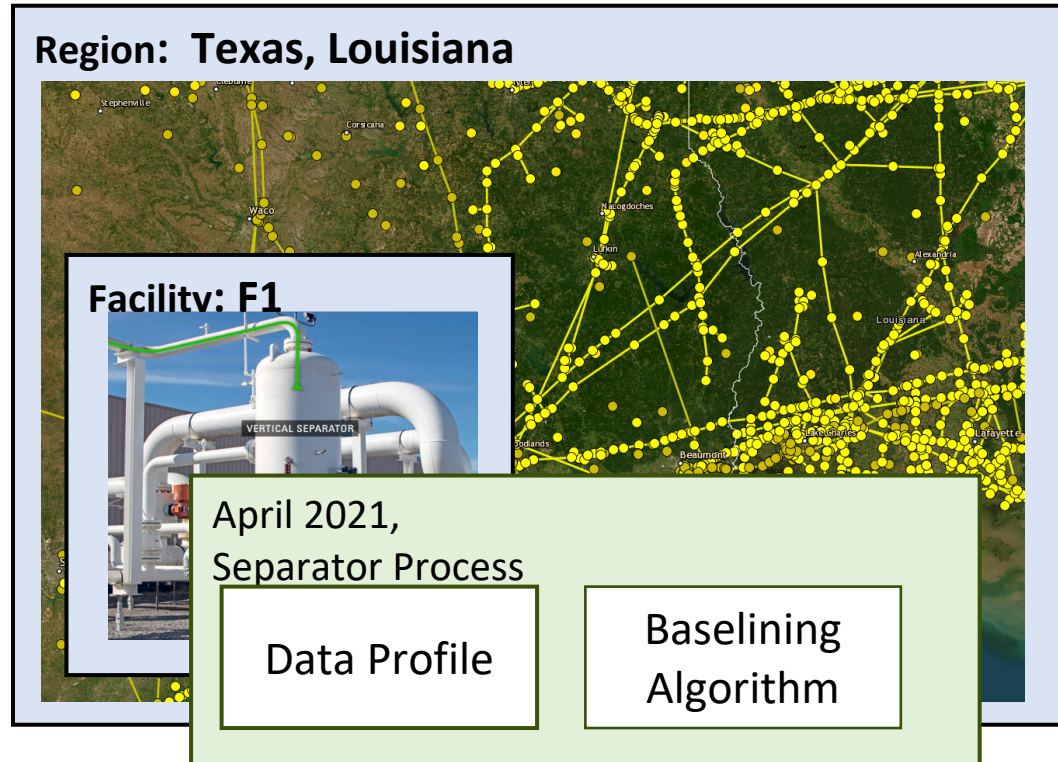 Region: Texas, Louisiana
Stephenville
Corsicana
Waco
Nacogdoches
Lufkin
Alexandria
Louisiana
Facility: F1
VERTICAL SEPARATOR
odlands
Lake Charles
Lafayette
Beaumont
April 2021,
Separator Process
Data Profile
Baselining
Algorithm